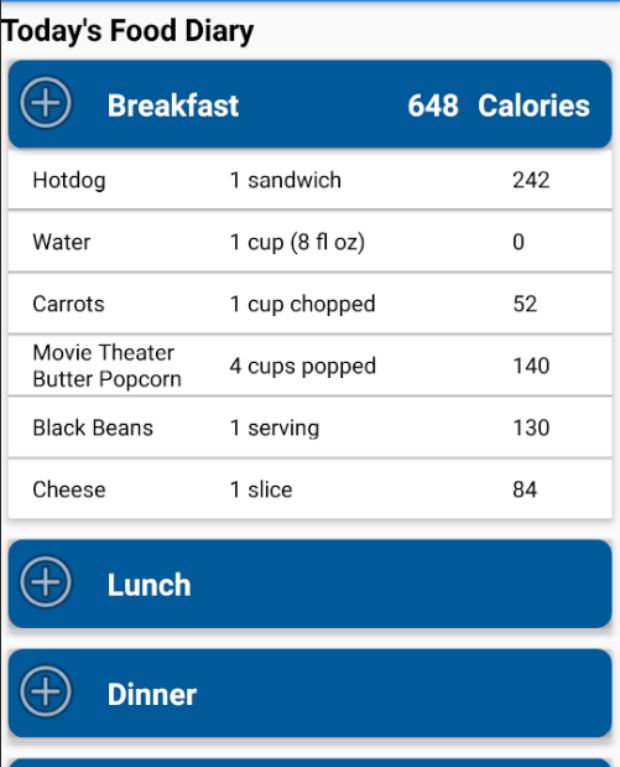 Today's Food Diary
Breakfast 648 Calories
Hotdog 1 sandwich 242
Water 1 cup (8 fl oz) 0
Carrots 1 cup chopped 52
Movie Theater
Butter Popcorn 4 cups popped 140
Black Beans 1 serving 130
Cheese 1 slice 84
Lunch
Dinner